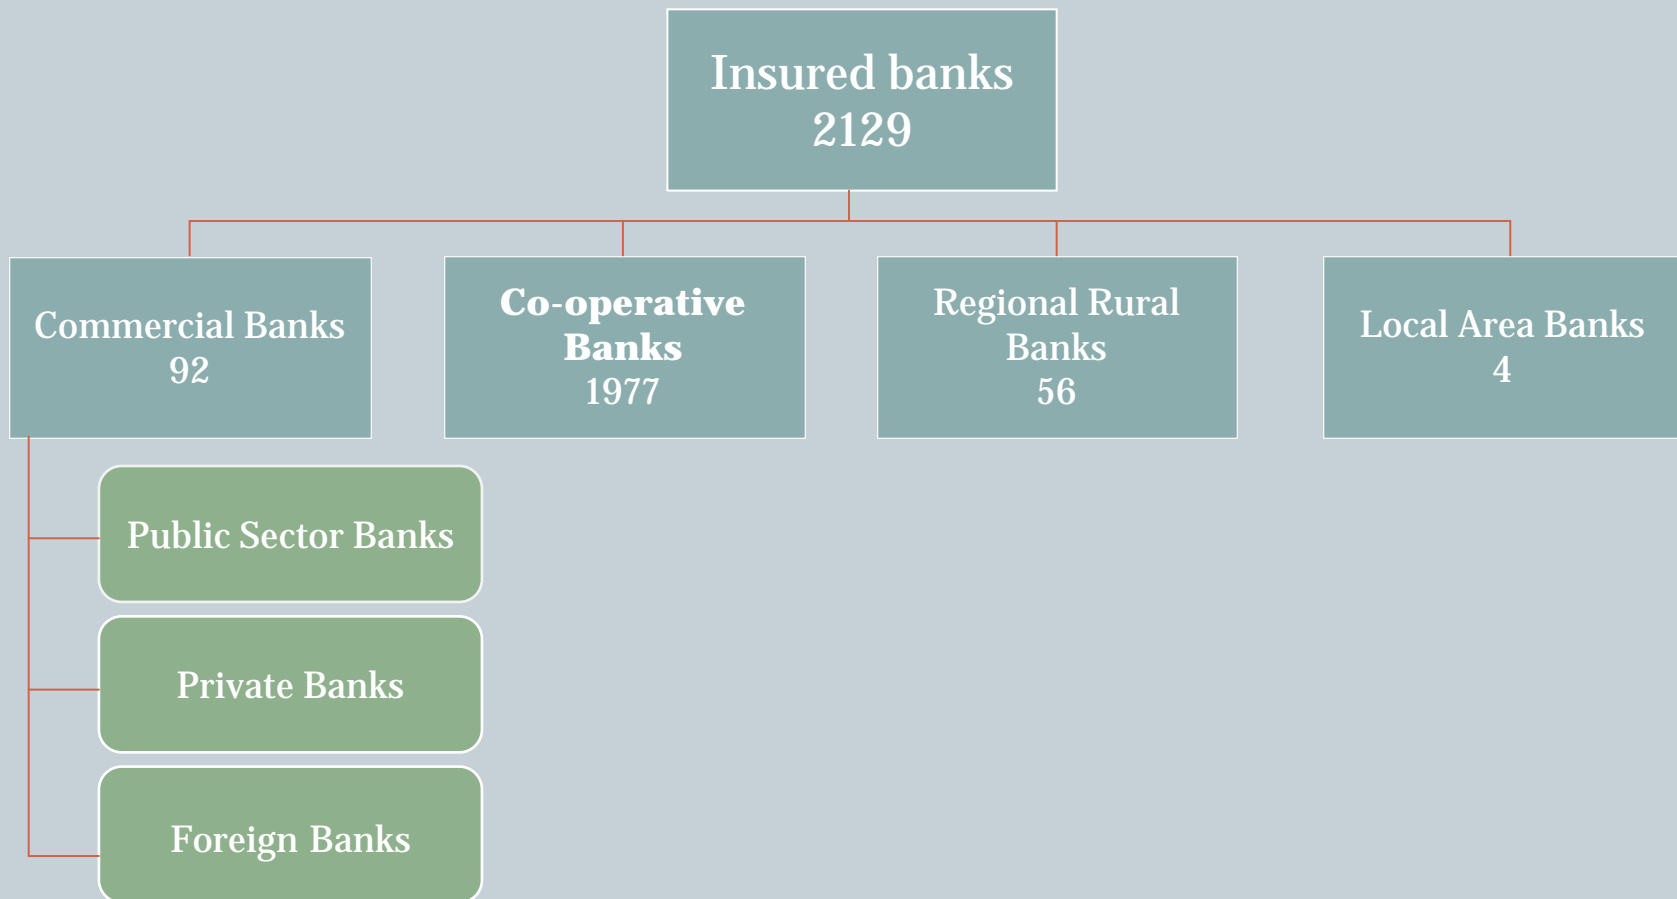 Insured banks
2129
Commercial Banks
92
Co-operative
Banks
1977
Regional Rural
Banks
56
Local Area Banks
4
Public Sector Banks
Private Banks
Foreign Banks